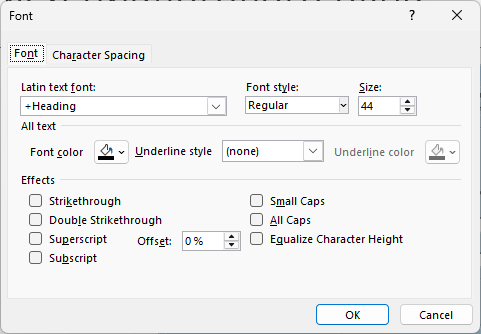 Font
Font Character Spacing
Latin text font: Font style: Size:
+Heading Regular 44
All text
Font color Underline style (none) Underline color
Effects
Strikethrough Small Caps
Double Strikethrough All Caps
Superscript Offset: 0 % Equalize Character Height
Subscript
OK Cancel